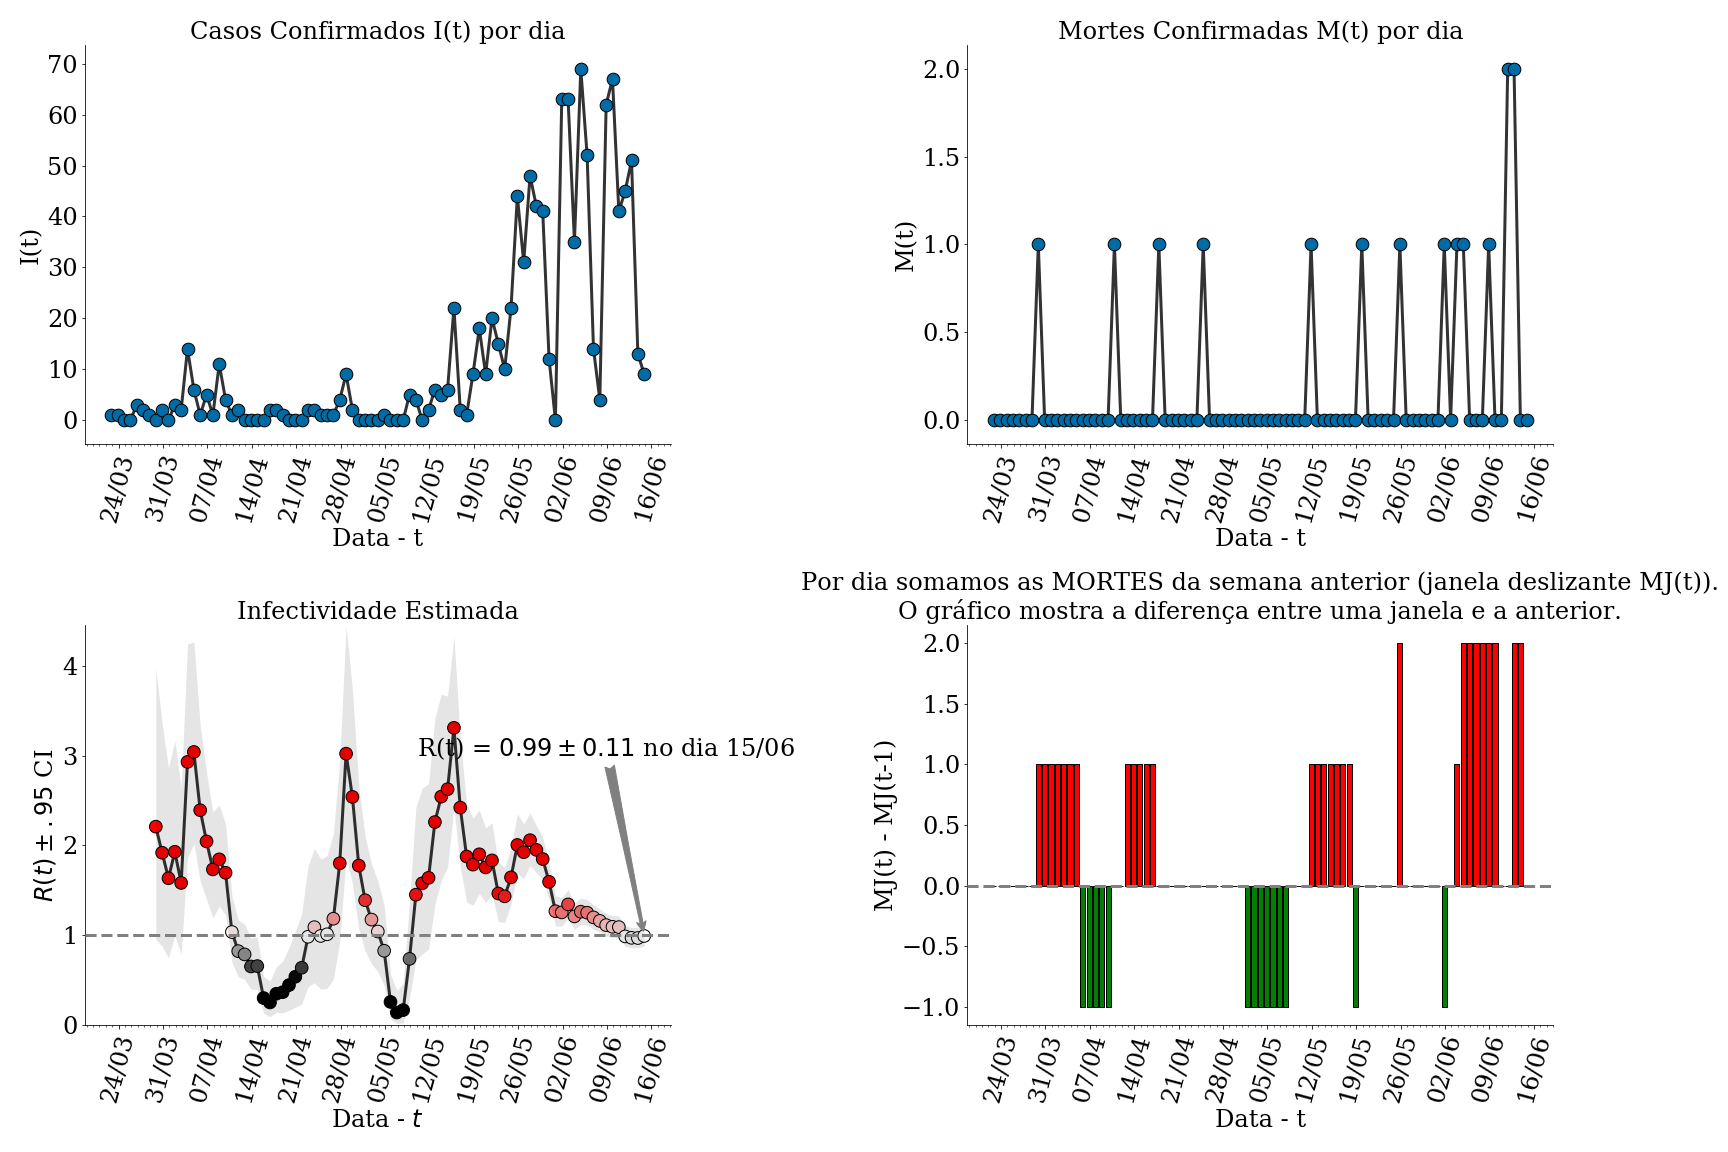 Casos Confirmados I(t) por dia
I(t)
70
60
50
40
30
20
10
0
24/03 31/03 07/04 14/04 21/04 28/04 05/05 12/05 19/05 26/05 02/06 09/06 16/06
Data - t
Mortes Confirmadas M(t) por dia
M(t)
2.0
1.5
1.0
0.5
0.0
24/03 31/03 07/04 14/04 21/04 28/04 05/05 12/05 19/05 26/05 02/06 09/06 16/06
Data - t
Infectividade Estimada
R(t) ± .95 CI
4
3
2
1
0
R(t) = 0.99 ± 0.11 no dia 15/06
24/03 31/03 07/04 14/04 21/04 28/04 05/05 12/05 19/05 26/05 02/06 09/06 16/06
Data - t
Por dia somamos as MORTES da semana anterior (janela deslizante MJ(t)).
O gráfico mostra a diferença entre uma janela e a anterior.
MJ(t) - MJ(t-1)
2.0
1.5
1.0
0.5
0.0
−0.5
−1.0
24/03 31/03 07/04 14/04 21/04 28/04 05/05 12/05 19/05 26/05 02/06 09/06 16/06
Data - t